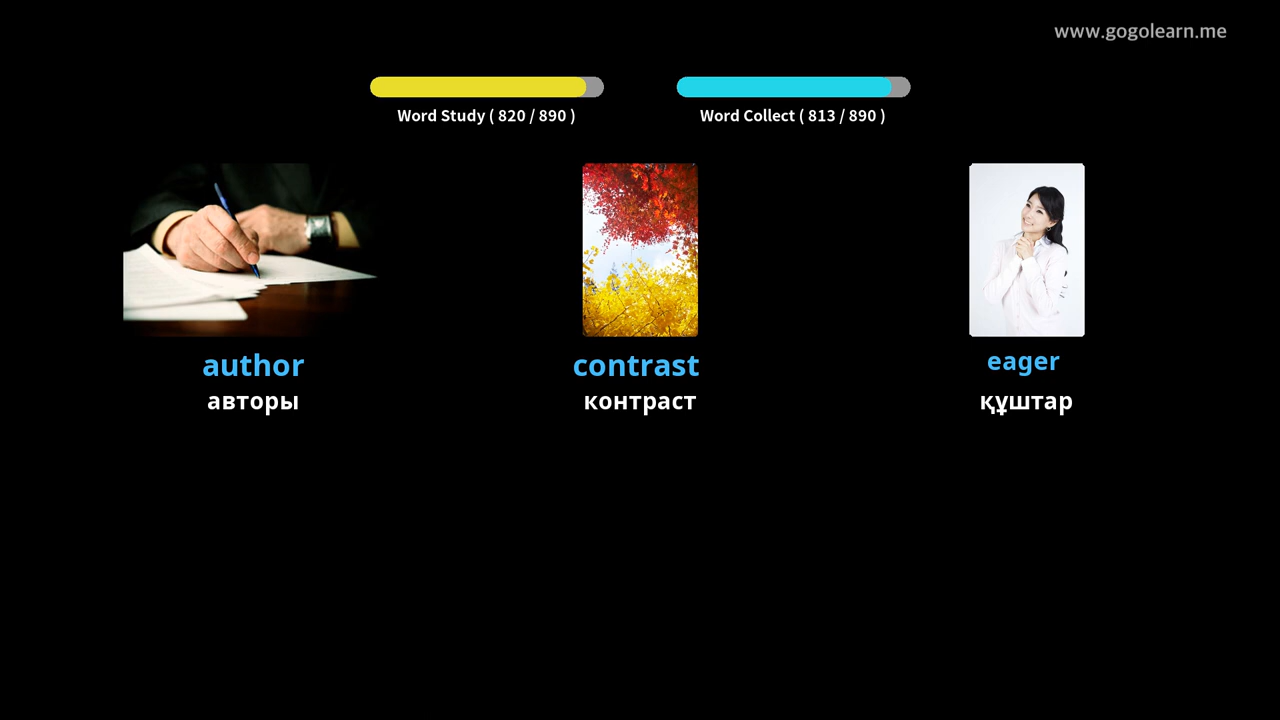 www.gogolearn.me
Word Study ( 820 / 890 )
Word Collect ( 813 / 890 )
author
contrast
eager
авторы
контраст
құштар